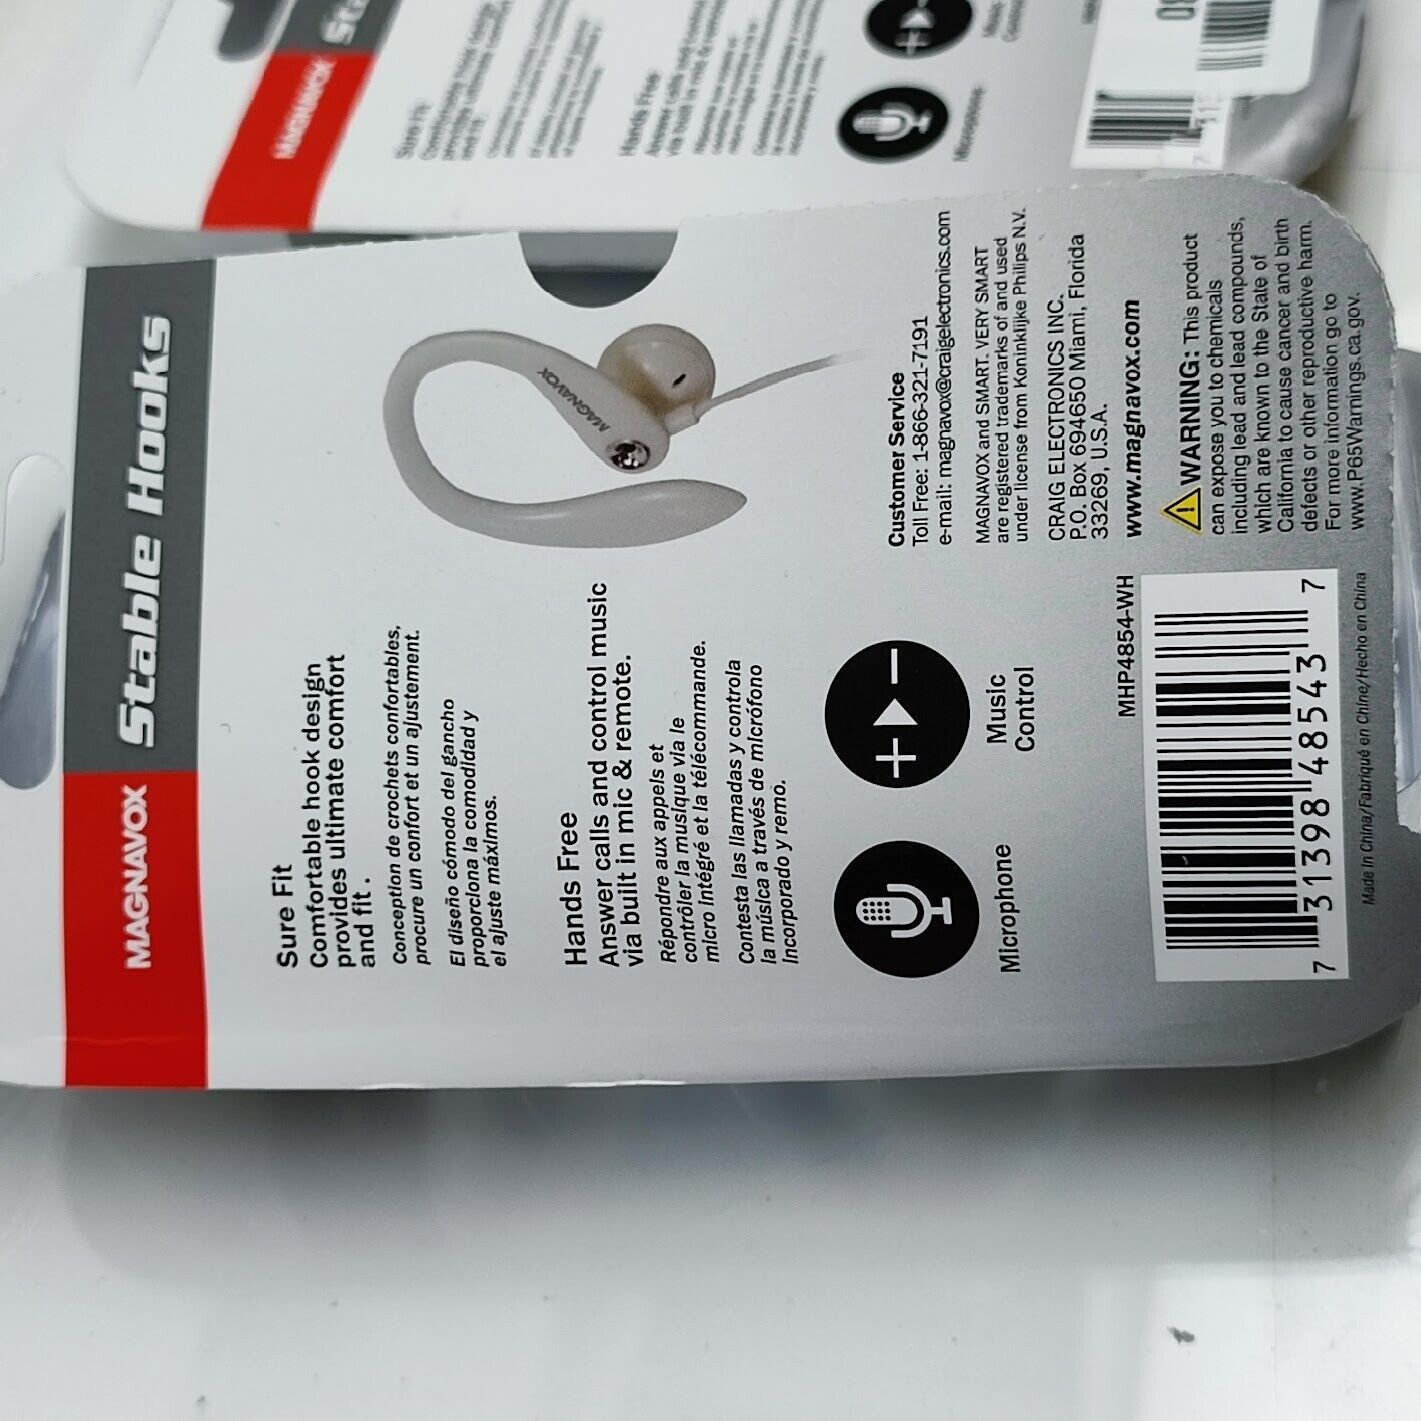 MAGNAVOX Stable Hooks
Sure Fit
Comfortable hook design
provides ultimate comfort
and fit .
Conception de crochets confortables,
procure un confort et un ajustement.
El diseño cómodo del gancho
proporciona la comodidad y
el ajuste máximos.
Hands Free
Answer calls and control music
via built in mic & remote.
Répondre aux appels et
contrôler la musique via le
micro intégré et la télécommande.
Contesta las llamadas y controla
la música a través de micrófono
incorporado y remo.
Microphone
Music
Control
MAGNAVOX
Customer Service
Toll Free: 1-866-321-7191
e-mail: magnavox@craigelectronics.com
MAGNAVOX and SMART. VERY SMART
are registered trademarks of and used
under license from Koninklijke Philips N.V.
CRAIG ELECTRONICS INC.
P.O. Box 694650 Miami, Florida
33269, U.S.A.
www.magnavox.com
WARNING: This product
can expose you to chemicals
including lead and lead compounds,
which are known to the State of
California to cause cancer and birth
defects or other reproductive harm.
For more information go to
www.P65Warnings.ca.gov.
MHP4854-WH
7 31398 48543 7
Made in China/Fabriqué en Chine/Hecho en China
MAGNAVOX
Sure Fit
Hands Free
Microphone